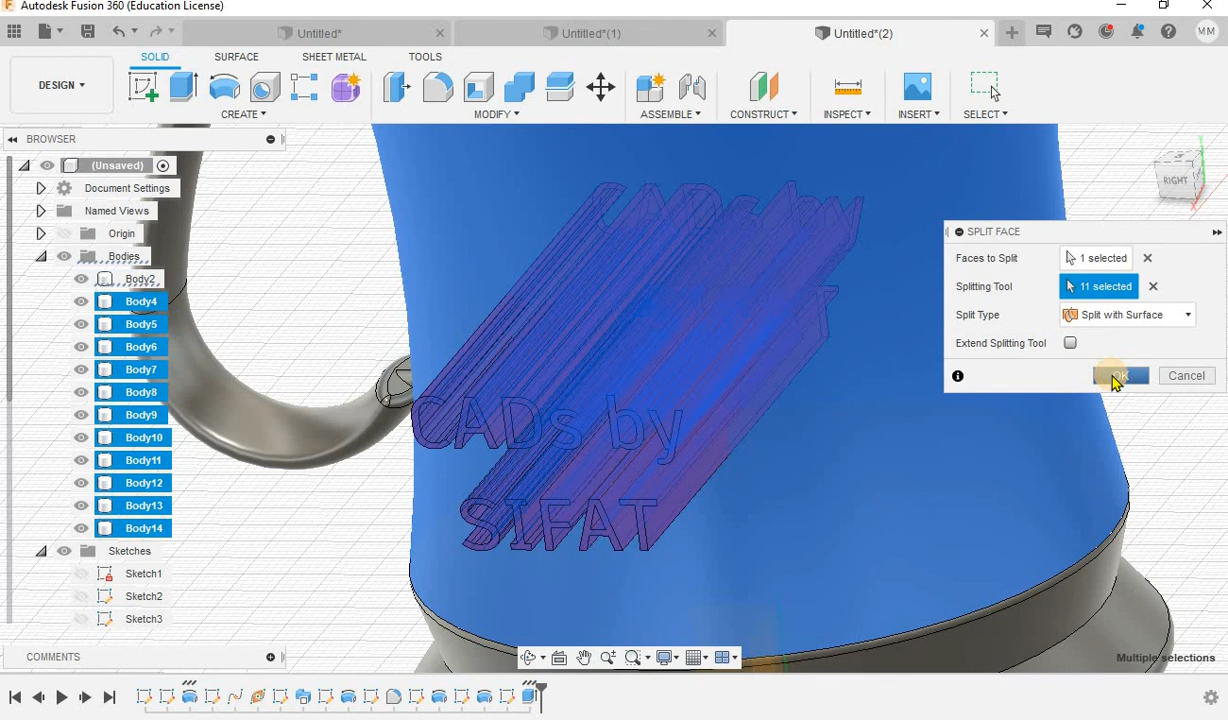 Autodesk Fusion 360 (Education License)
Untitled*
Untitled*(1)
Untitled*(2)
MM
SOLID
SURFACE
SHEET METAL
TOOLS
DESIGN
CREATE
MODIFY
ASSEMBLE
CONSTRUCT
INSPECT
INSERT
SELECT
BROWSER
(Unsaved)
Document Settings
Named Views
Origin
Bodies
Body2
Body4
Body5
Body6
Body7
Body8
Body9
Body10
Body11
Body12
Body13
Body14
Sketches
Sketch1
Sketch2
Sketch3
CADs by
SIFAT
RIGHT
SPLIT FACE
Faces to Split
1 selected
Splitting Tool
11 selected
Split Type
Split with Surface
Extend Splitting Tool
OK
Cancel
COMMENTS
Multiple selections